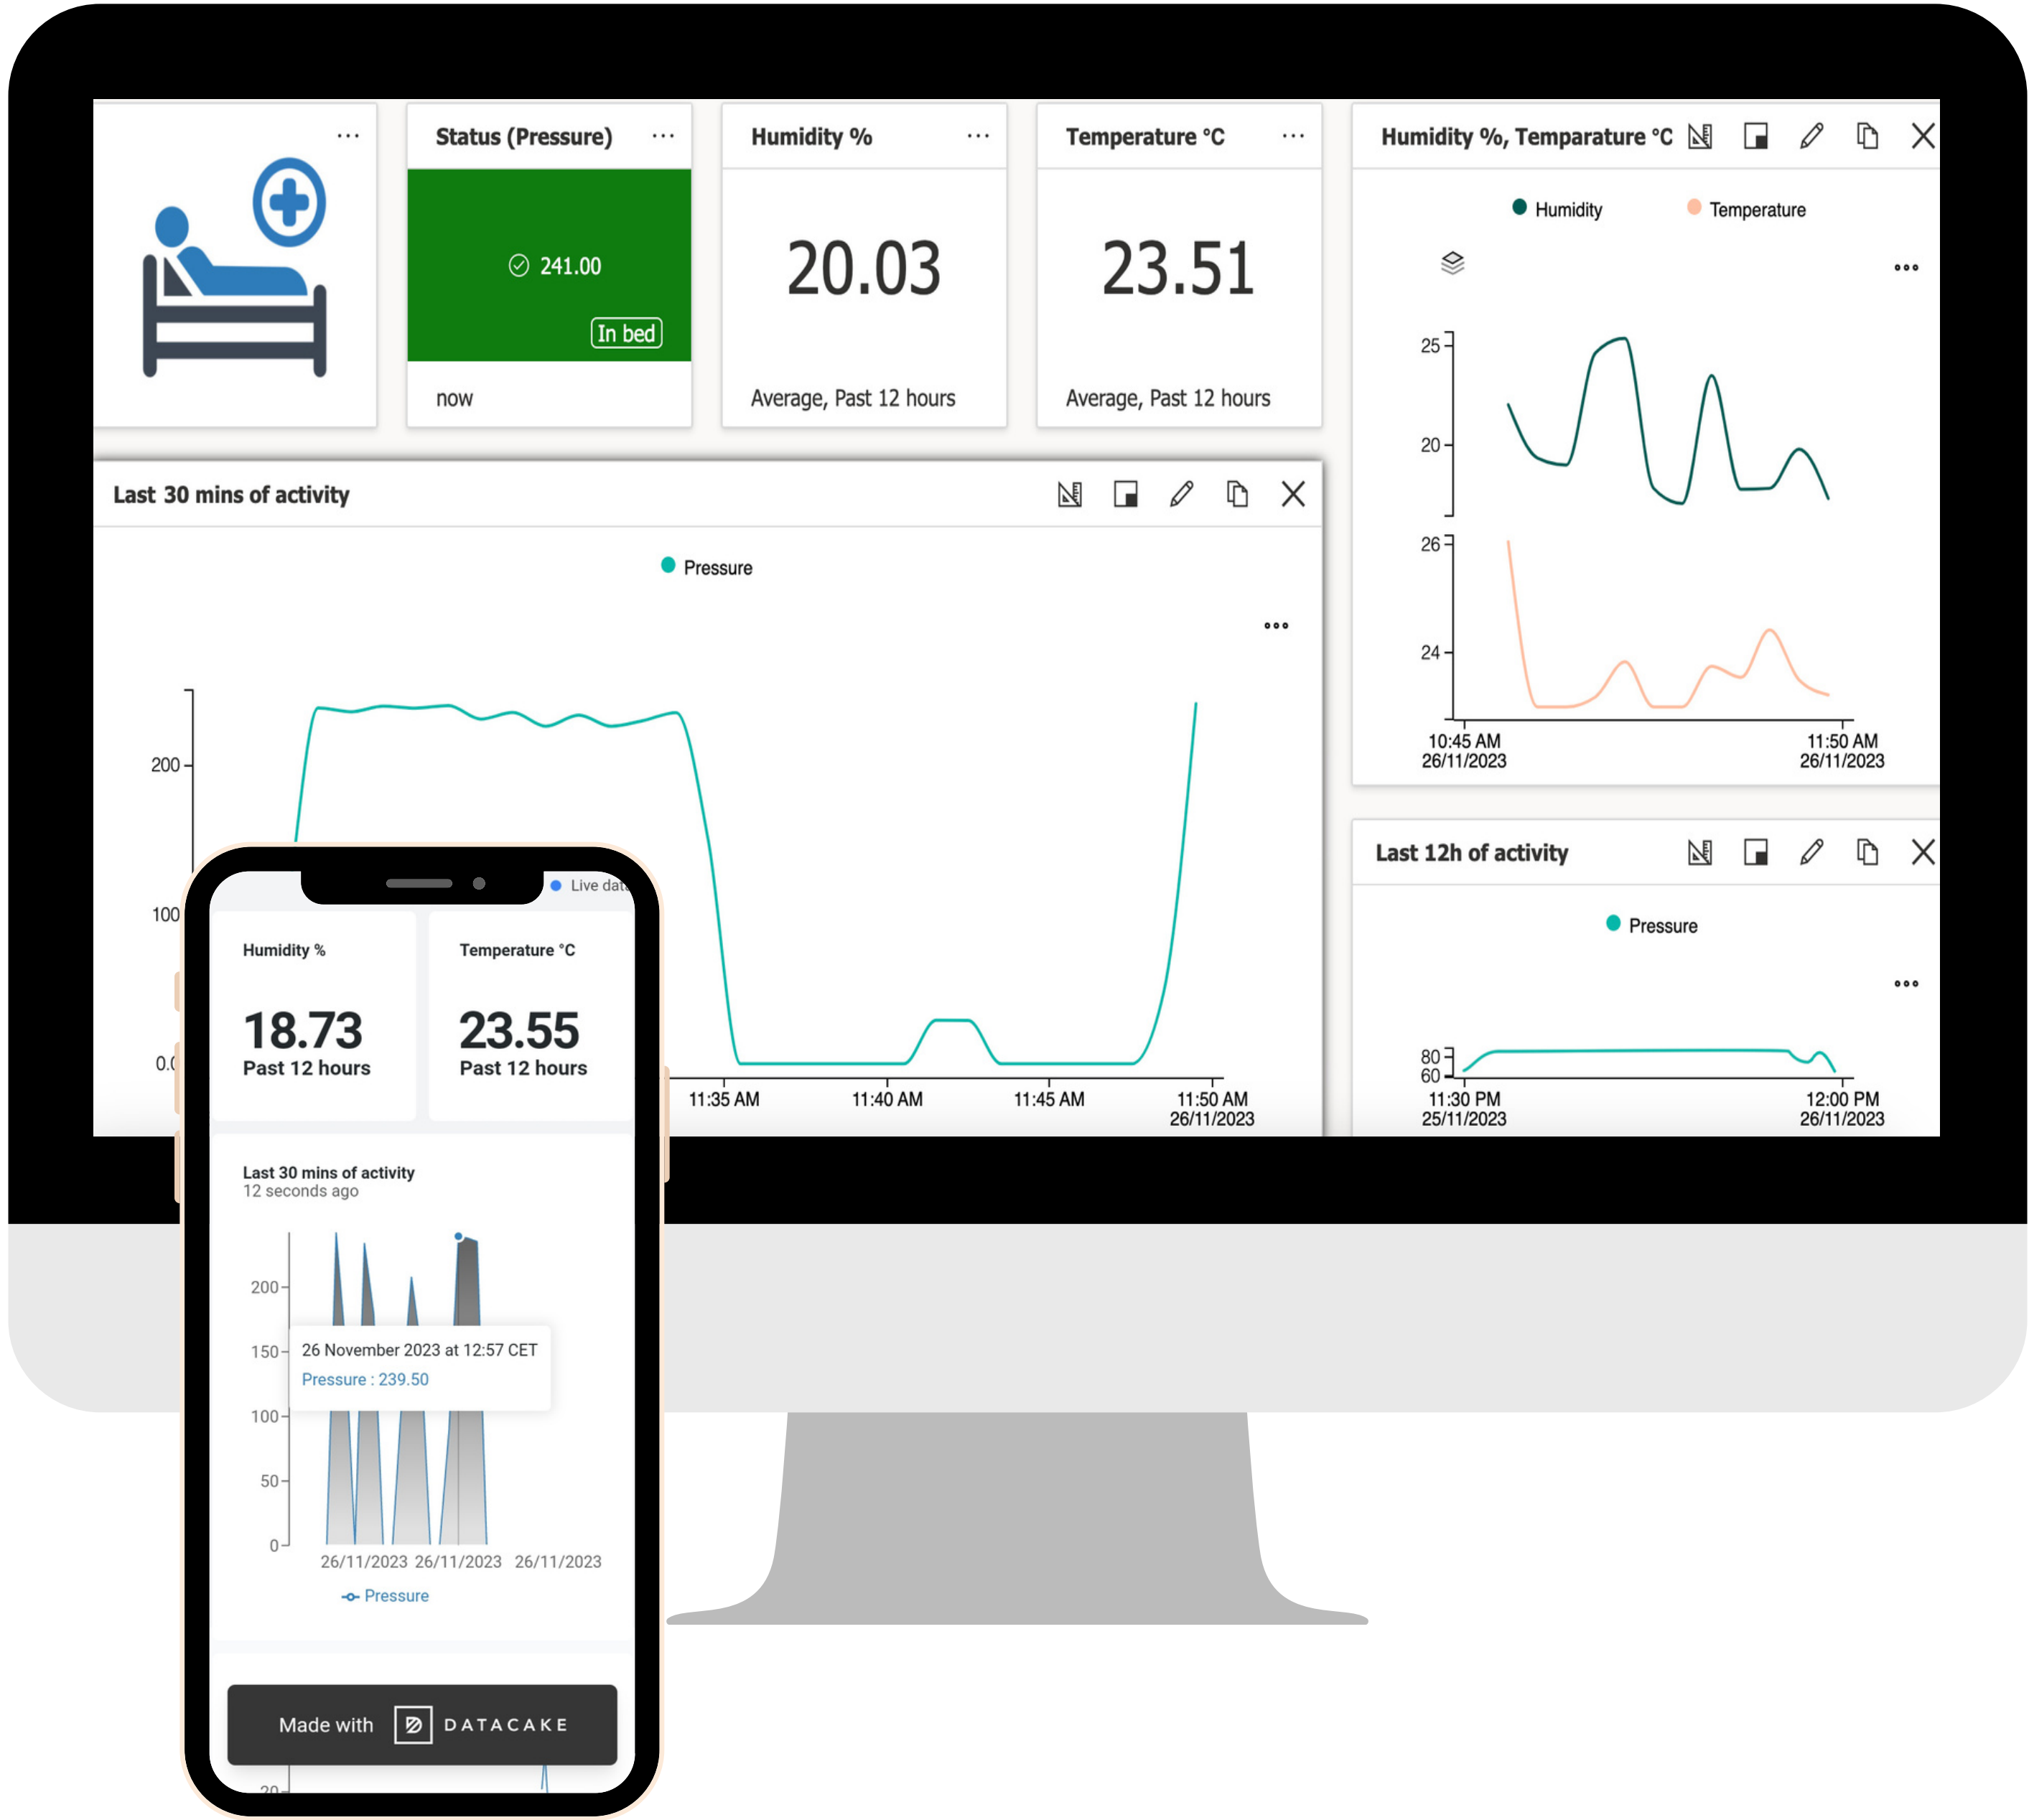 Status (Pressure)
241.00
In bed
now
Humidity %
20.03
Average, Past 12 hours
Temperature °C
23.51
Average, Past 12 hours
Humidity %, Temparature °C
Humidity
Temperature
25
20
26
24
10:45 AM
26/11/2023
11:50 AM
26/11/2023
Last 30 mins of activity
Pressure
200
100
0.0
11:35 AM
11:40 AM
11:45 AM
11:50 AM
26/11/2023
Last 12h of activity
Pressure
80
60
11:30 PM
25/11/2023
12:00 PM
26/11/2023
Live data
Humidity %
18.73
Past 12 hours
Temperature °C
23.55
Past 12 hours
Last 30 mins of activity
12 seconds ago
200
150
100
50
0
26 November 2023 at 12:57 CET
Pressure : 239.50
26/11/2023 26/11/2023 26/11/2023
Pressure
Made with DATACAKE
20